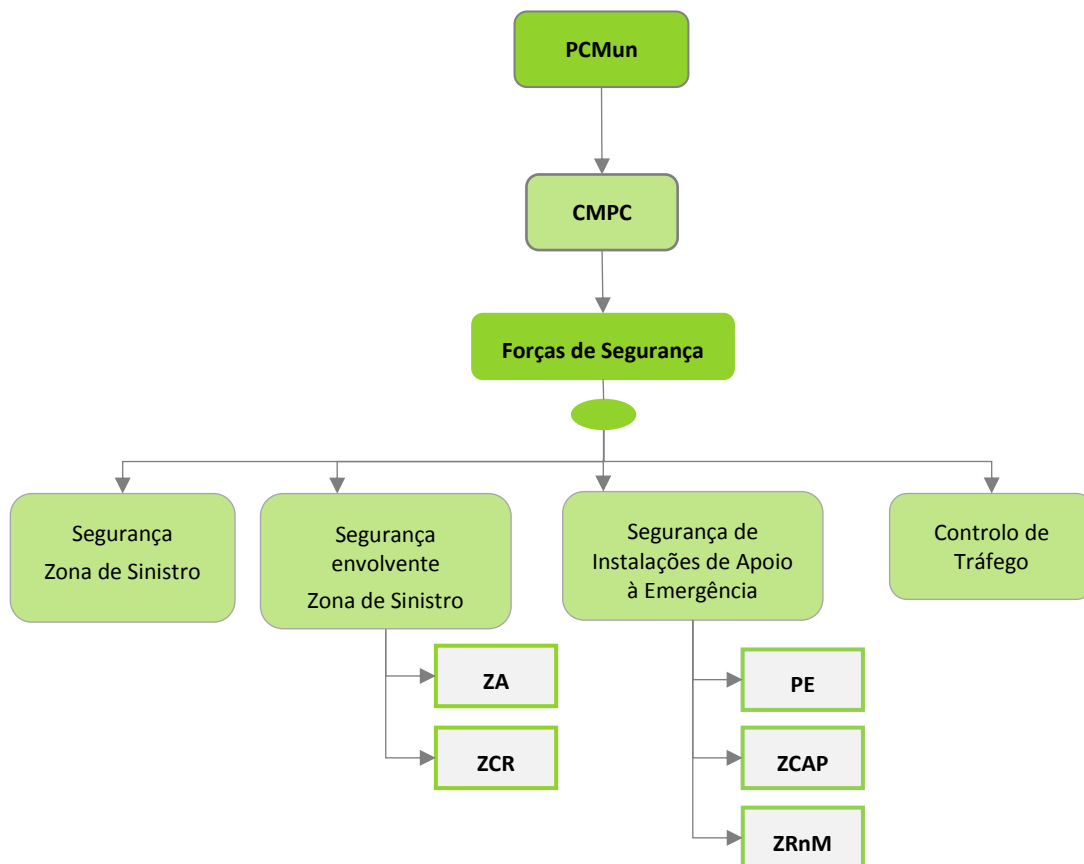 PCMun
CMPC
Forças de Segurança
Segurança
Zona de Sinistro
Segurança
envolvente
Zona de Sinistro
Segurança de
Instalações de Apoio
à Emergência
Controlo de
Tráfego
ZA
ZCR
PE
ZCAP
ZRnM